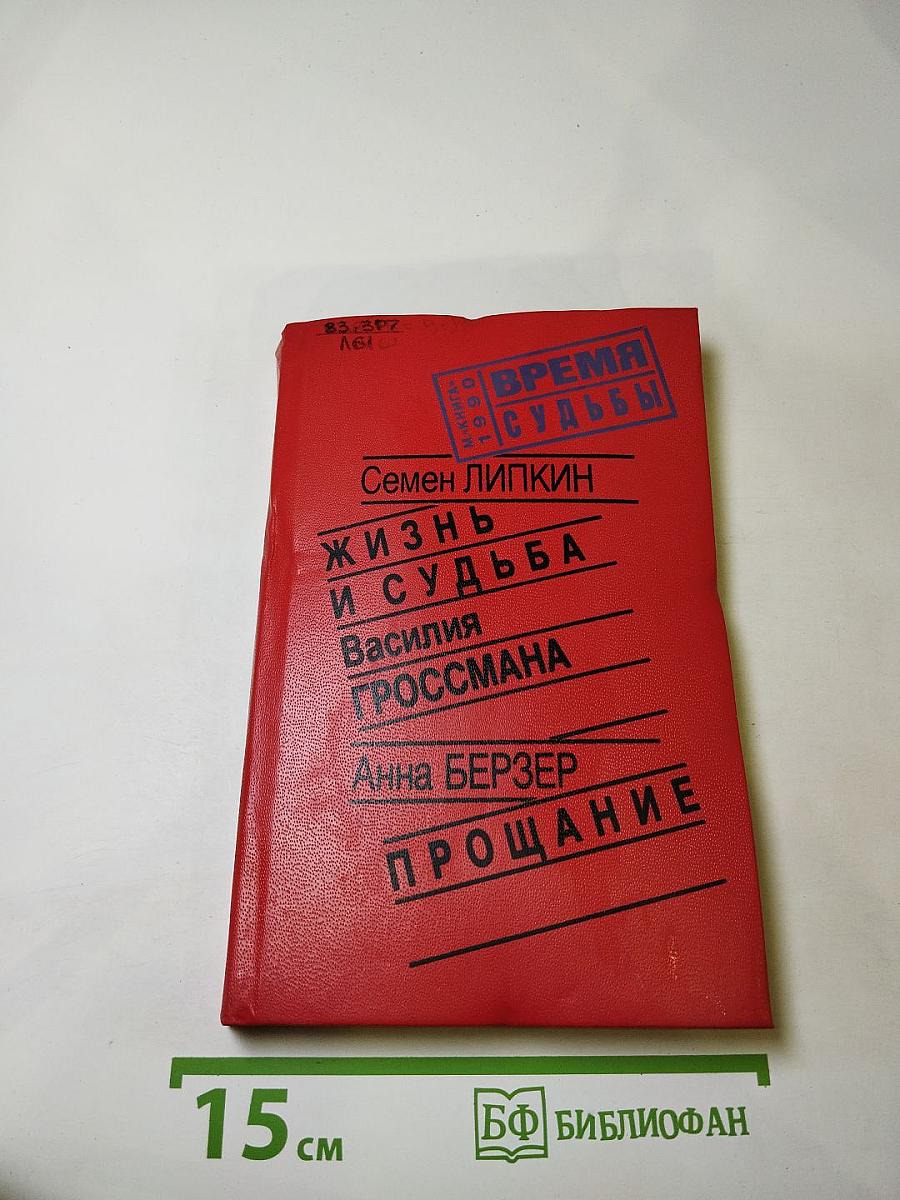 83.3Р7
Л61
М«КНИГА»
1990
ВРЕМЯ
СУДЬБЫ
Семен ЛИПКИН
ЖИЗНЬ
И СУДЬБА
Василия
ГРОССМАНА
Анна БЕРЗЕР
ПРОЩАНИЕ
15 см
БФ БИБЛИОФАН